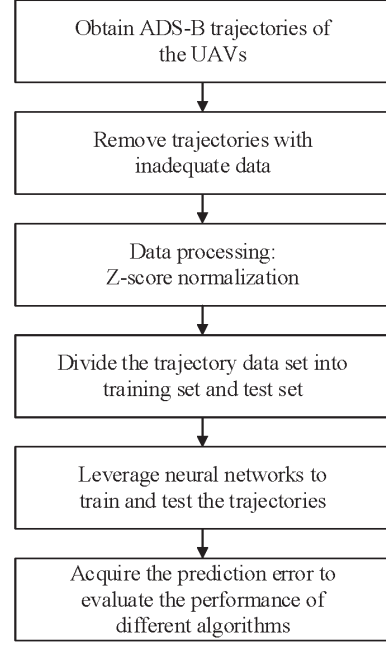 Obtain ADS-B trajectories of
the UAVs
Remove trajectories with
inadequate data
Data processing:
Z-score normalization
Divide the trajectory data set into
training set and test set
Leverage neural networks to
train and test the trajectories
Acquire the prediction error to
evaluate the performance of
different algorithms